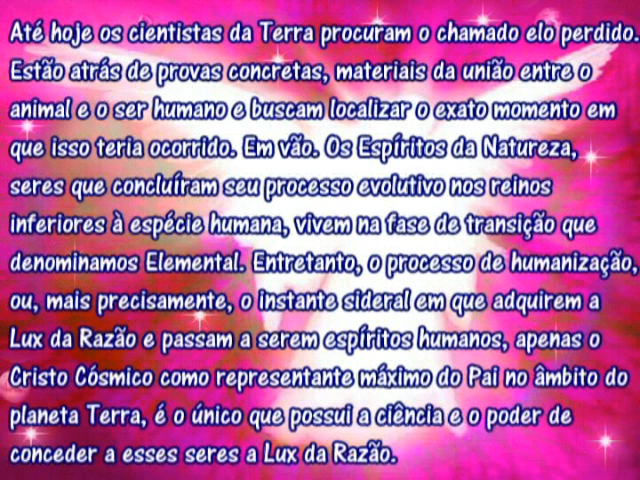 Até hoje os cientistas da Terra procuram o chamado elo perdido.
Estão atrás de provas concretas, materiais da união entre o
animal e o ser humano e buscam localizar o exato momento em
que isso teria ocorrido. Em vão. Os Espíritos da Natureza,
seres que concluíram seu processo evolutivo nos reinos
inferiores à espécie humana, vivem na fase de transição que
denominamos Elemental. Entretanto, o processo de humanização,
ou, mais precisamente, o instante sideral em que adquirem a
Lux da Razão e passam a serem espíritos humanos, apenas o
Cristo Cósmico como representante máximo do Pai no âmbito do
planeta Terra, é o único que possui a ciência e o poder de
conceder a esses seres a Lux da Razão.